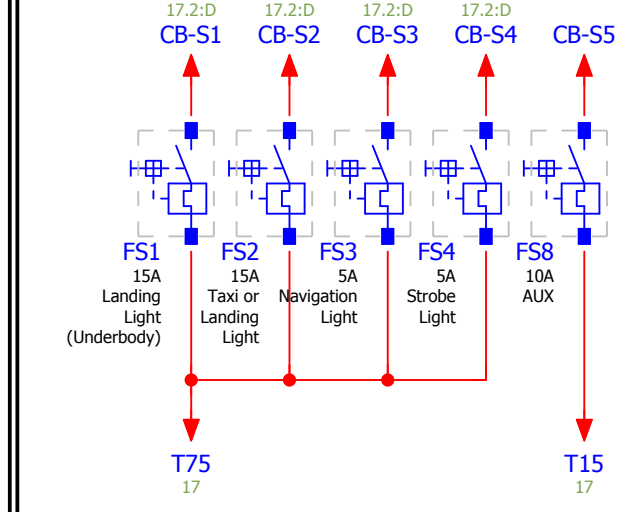 17.2:D 17.2:D 17.2:D 17.2:D
CB-S1 CB-S2 CB-S3 CB-S4 CB-S5
FS1
15A
Landing
Light
(Underbody)
FS2
15A
Taxi or
Landing
Light
FS3
5A
Navigation
Light
FS4
5A
Strobe
Light
FS8
10A
AUX
T75
17
T15
17